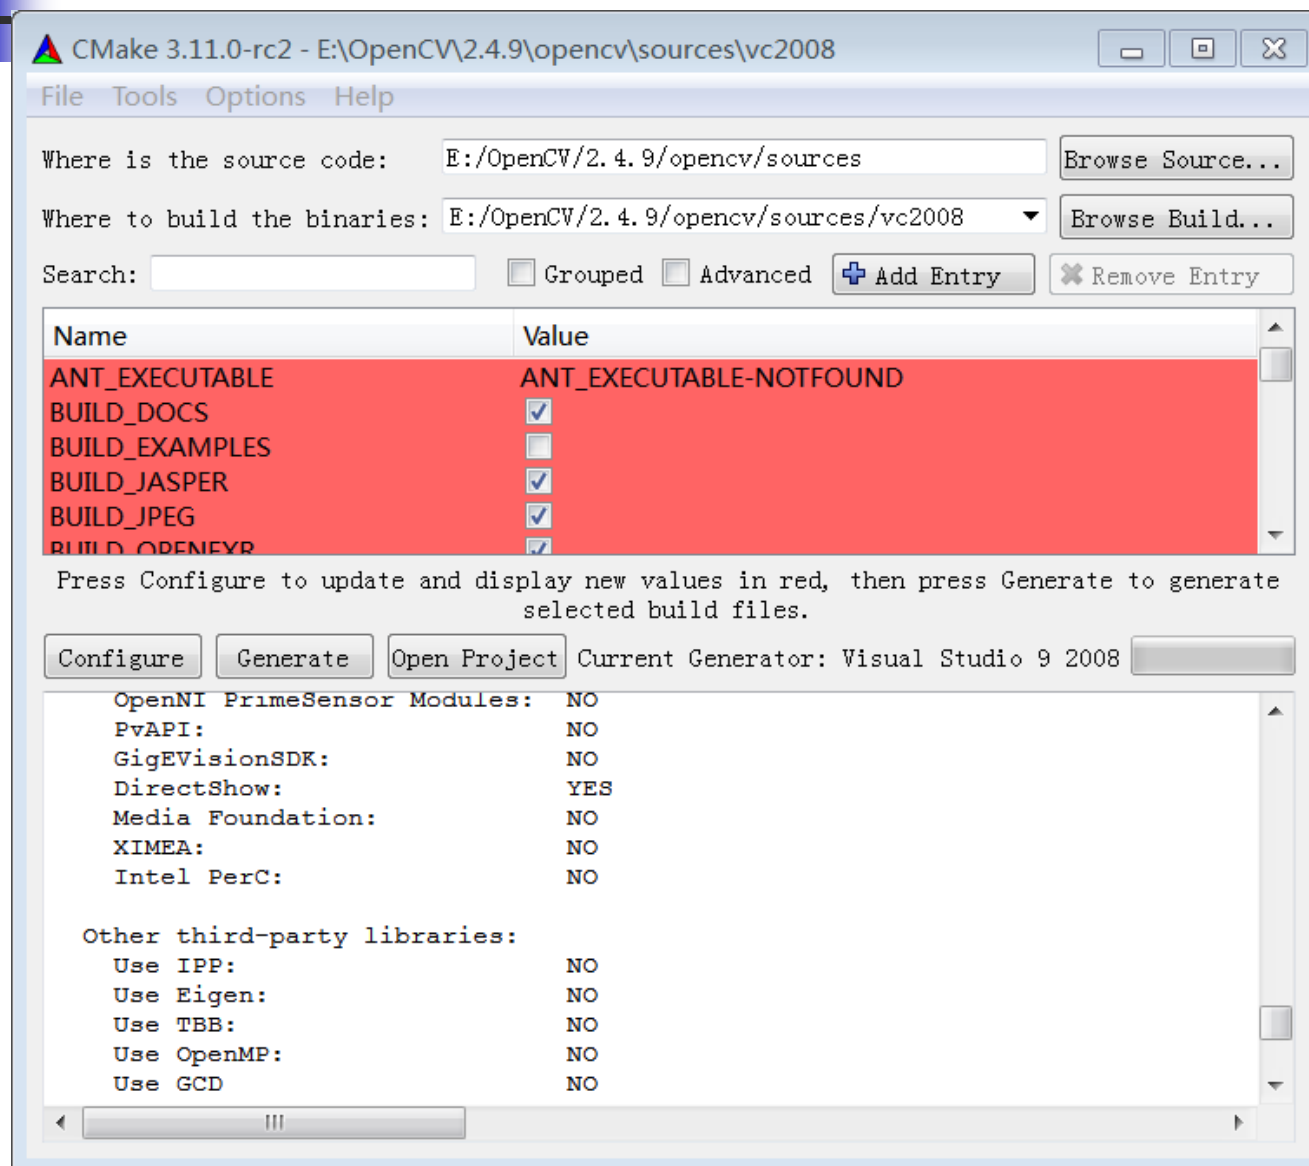 CMake 3.11.0-rc2 - E:\OpenCV\2.4.9\opencv\sources\vc2008
File Tools Options Help
Where is the source code: E:/OpenCV/2.4.9/opencv/sources Browse Source...
Where to build the binaries: E:/OpenCV/2.4.9/opencv/sources/vc2008 Browse Build...
Search: Grouped Advanced Add Entry Remove Entry
Name Value
ANT_EXECUTABLE ANT_EXECUTABLE-NOTFOUND
BUILD_DOCS
BUILD_EXAMPLES
BUILD_JASPER
BUILD_JPEG
BUILD_OPENEXR
Press Configure to update and display new values in red, then press Generate to generate
selected build files.
Configure Generate Open Project Current Generator: Visual Studio 9 2008
OpenNI PrimeSensor Modules: NO
PvAPI: NO
GigEVisionSDK: NO
DirectShow: YES
Media Foundation: NO
XIMEA: NO
Intel PerC: NO
Other third-party libraries:
Use IPP: NO
Use Eigen: NO
Use TBB: NO
Use OpenMP: NO
Use GCD NO